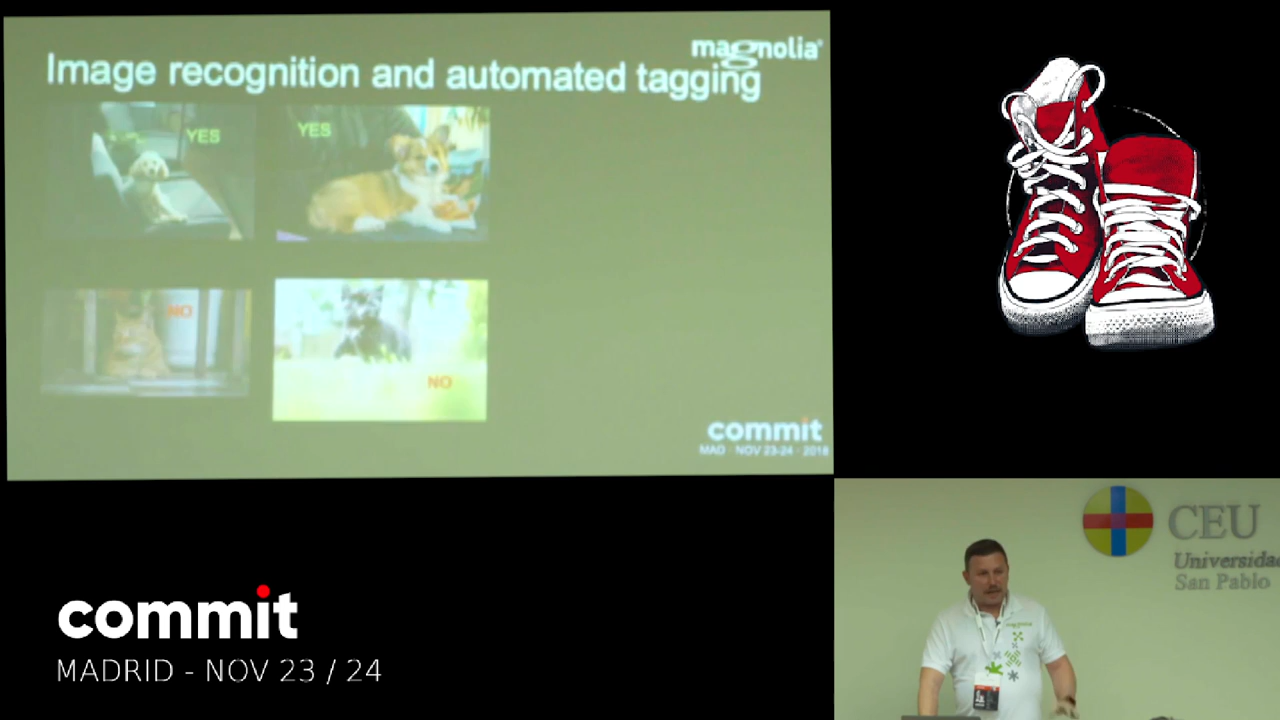 magnolia®
Image recognition and automated tagging
YES
YES
NO
NO
commit
MAD · NOV 23-24 · 2018
commit
MADRID - NOV 23 / 24
CEU
Universidad
San Pablo